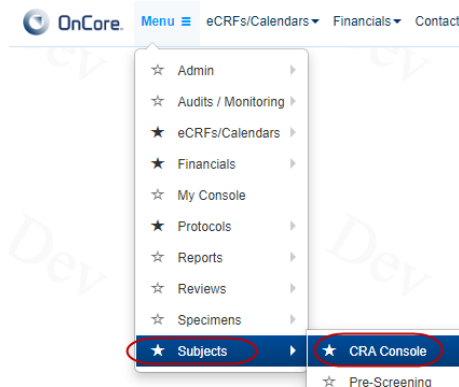 OnCore. Menu ≡ eCRFs/Calendars▾ Financials▾ Contact
Dev
Admin
Audits / Monitoring
★ eCRFs/Calendars
★ Financials
My Console
★ Protocols
Reports
Reviews
Specimens
★ Subjects
★ CRA Console
Pre-Screening
Dev
Dev
Dev